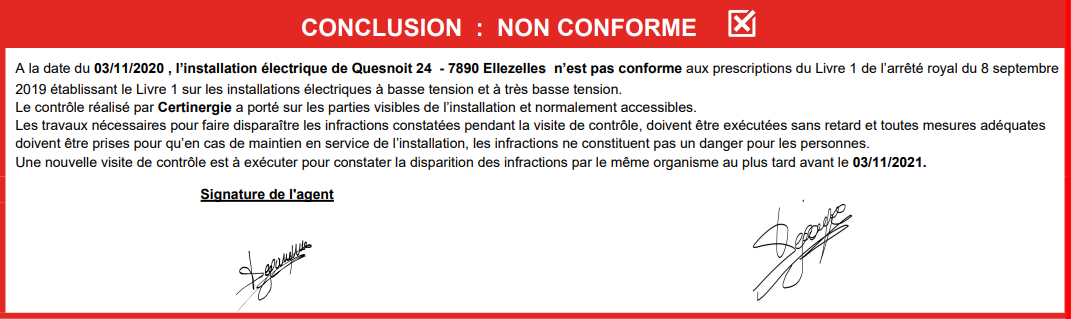 CONCLUSION : NON CONFORME
A la date du 03/11/2020 , l'installation électrique de Quesnoit 24 - 7890 Ellezelles n'est pas conforme aux prescriptions du Livre 1 de l'arrêté royal du 8 septembre
2019 établissant le Livre 1 sur les installations électriques à basse tension et à très basse tension.
Le contrôle réalisé par Certinergie a porté sur les parties visibles de l'installation et normalement accessibles.
Les travaux nécessaires pour faire disparaître les infractions constatées pendant la visite de contrôle, doivent être exécutées sans retard et toutes mesures adéquates
doivent être prises pour qu'en cas de maintien en service de l'installation, les infractions ne constituent pas un danger pour les personnes.
Une nouvelle visite de contrôle est à exécuter pour constater la disparition des infractions par le même organisme au plus tard avant le 03/11/2021.
Signature de l'agent